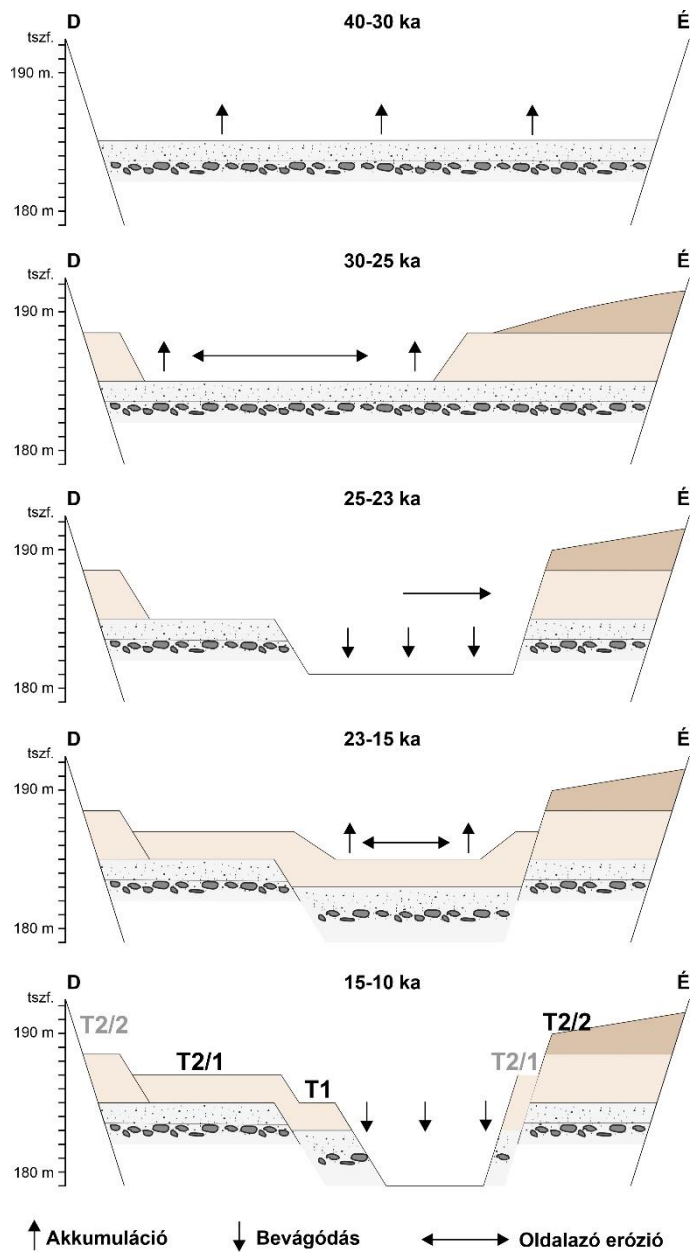 D 40-30 ka É
tszf.
190 m.
180 m
D 30-25 ka É
tszf.
190 m
180 m
D 25-23 ka É
tszf.
190 m
180 m
D 23-15 ka É
tszf.
190 m
180 m
D 15-10 ka É
tszf.
T2/2 T2/2
190 m
T2/1 T2/1
T1
180 m
Akkumuláció Bevágódás Oldalazó erózió